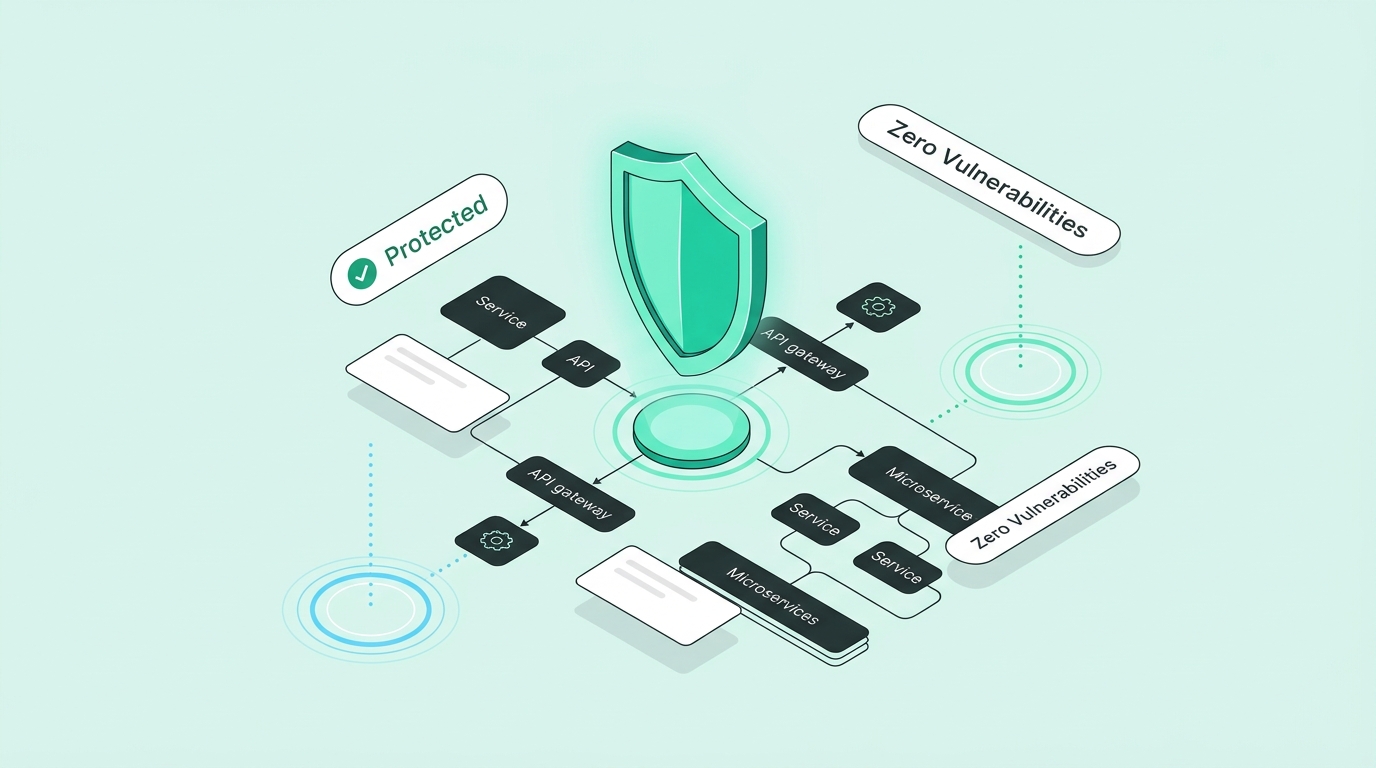 Zero Vulnerabilities
Protected
Service
API
API gateway
API gateway
Microservice
Zero Vulnerabilities
Service
Service
Microservices